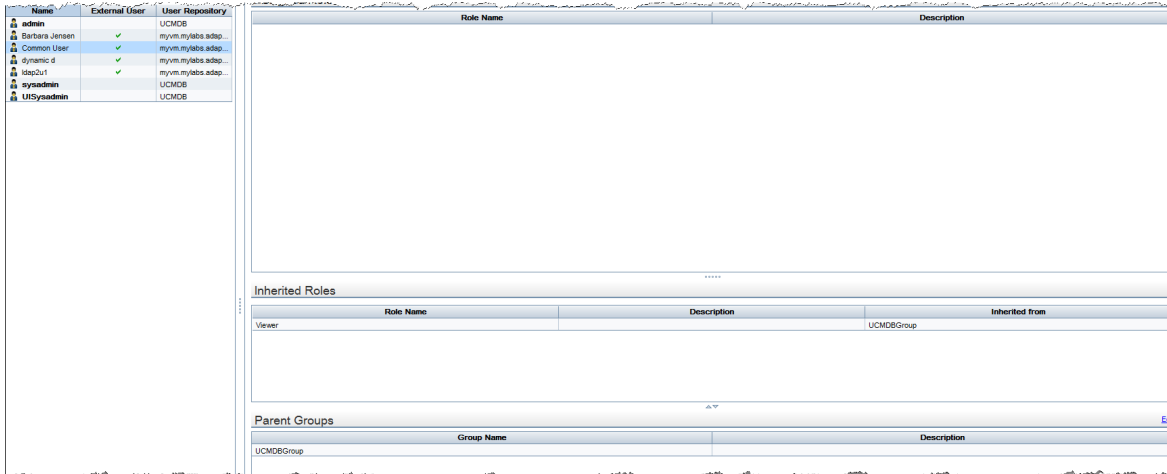 Name External User User Repository
admin UCMDB
Barbara Jensen myvm.mylabs.adap...
Common User myvm.mylabs.adap...
dynamic d myvm.mylabs.adap...
ldap2u1 myvm.mylabs.adap...
sysadmin UCMDB
UISysadmin UCMDB
Role Name Description
Inherited Roles
Role Name Description Inherited from
Viewer UCMDBGroup
Parent Groups
Group Name Description
UCMDBGroup